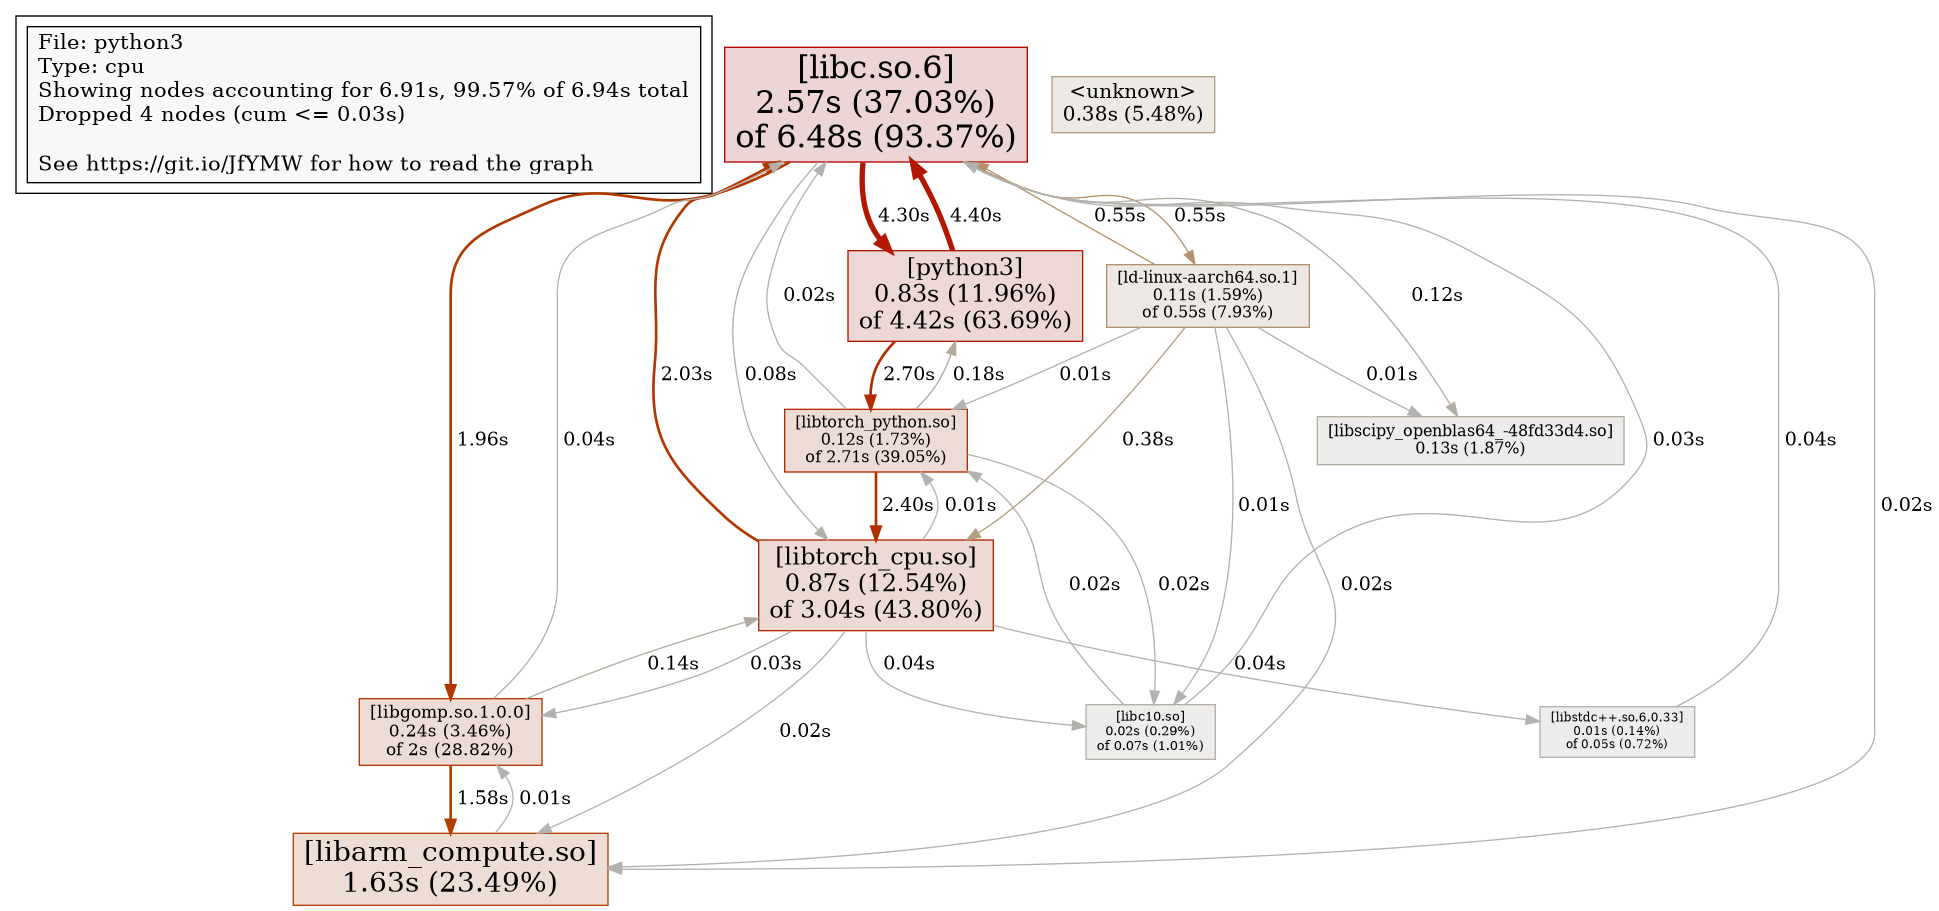 File: python3
Type: cpu
Showing nodes accounting for 6.91s, 99.57% of 6.94s total
Dropped 4 nodes (cum <= 0.03s)
See https://git.io/JfYMW for how to read the graph
[libc.so.6]
2.57s (37.03%)
of 6.48s (93.37%)
<unknown>
0.38s (5.48%)
4.30s
4.40s
0.55s
0.55s
[python3]
0.83s (11.96%)
of 4.42s (63.69%)
[ld-linux-aarch64.so.1]
0.11s (1.59%)
of 0.55s (7.93%)
0.02s
0.12s
2.03s
0.08s
2.70s
0.18s
0.01s
0.01s
[libtorch_python.so]
0.12s (1.73%)
of 2.71s (39.05%)
[libscipy_openblas64_-48fd33d4.so]
0.13s (1.87%)
1.96s
0.04s
0.38s
0.03s
0.04s
2.40s
0.01s
0.01s
0.02s
[libtorch_cpu.so]
0.87s (12.54%)
of 3.04s (43.80%)
0.02s
0.02s
0.02s
0.14s
0.03s
0.04s
0.04s
[libgomp.so.1.0.0]
0.24s (3.46%)
of 2s (28.82%)
0.02s
[libc10.so]
0.02s (0.29%)
of 0.07s (1.01%)
[libstdc++.so.6.0.33]
0.01s (0.14%)
of 0.05s (0.72%)
1.58s
0.01s
[libarm_compute.so]
1.63s (23.49%)